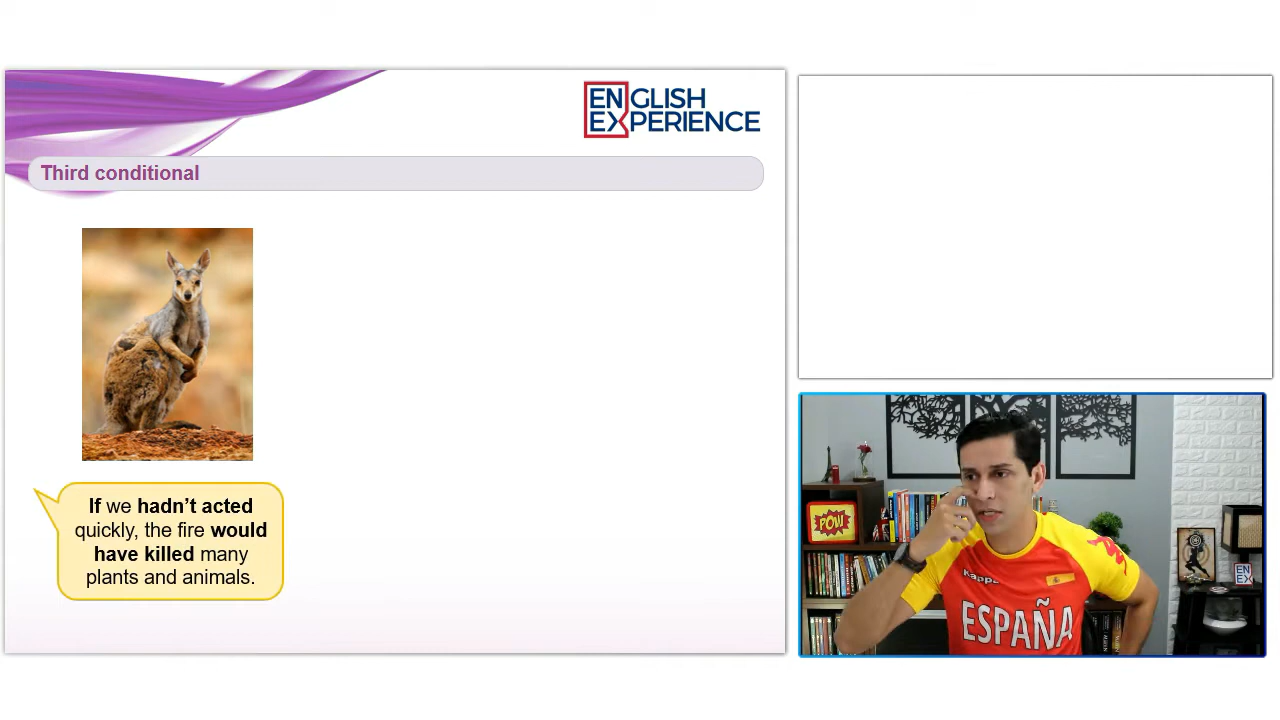 ENGLISH
EXPERIENCE
Third conditional
If we hadn’t acted
quickly, the fire would
have killed many
plants and animals.
POW
Kappa
ESPAÑA
EN
EX